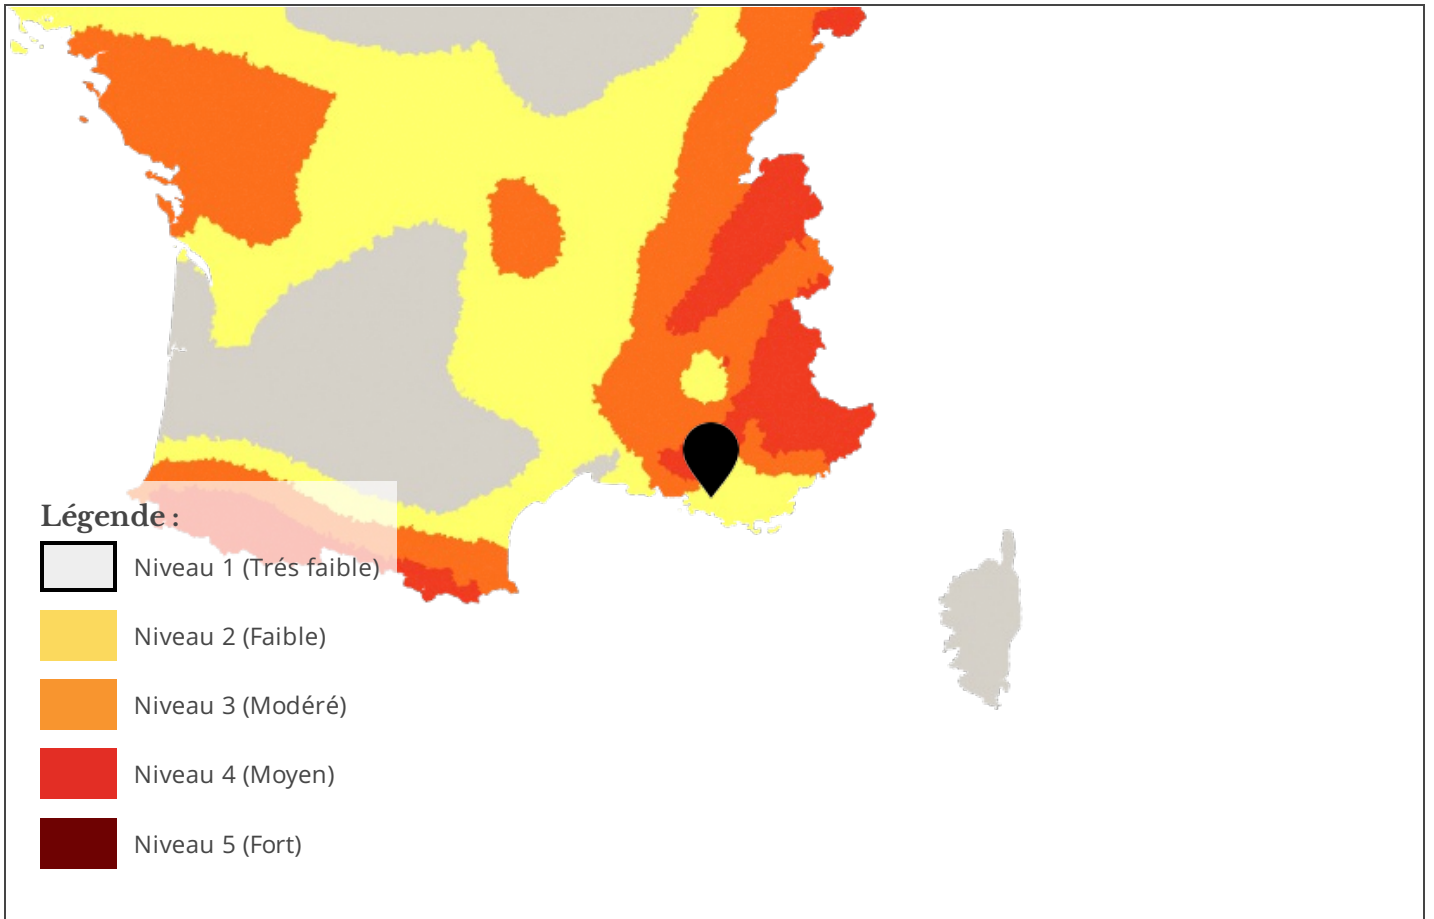 Légende :
Niveau 1 (Trés faible)
Niveau 2 (Faible)
Niveau 3 (Modéré)
Niveau 4 (Moyen)
Niveau 5 (Fort)